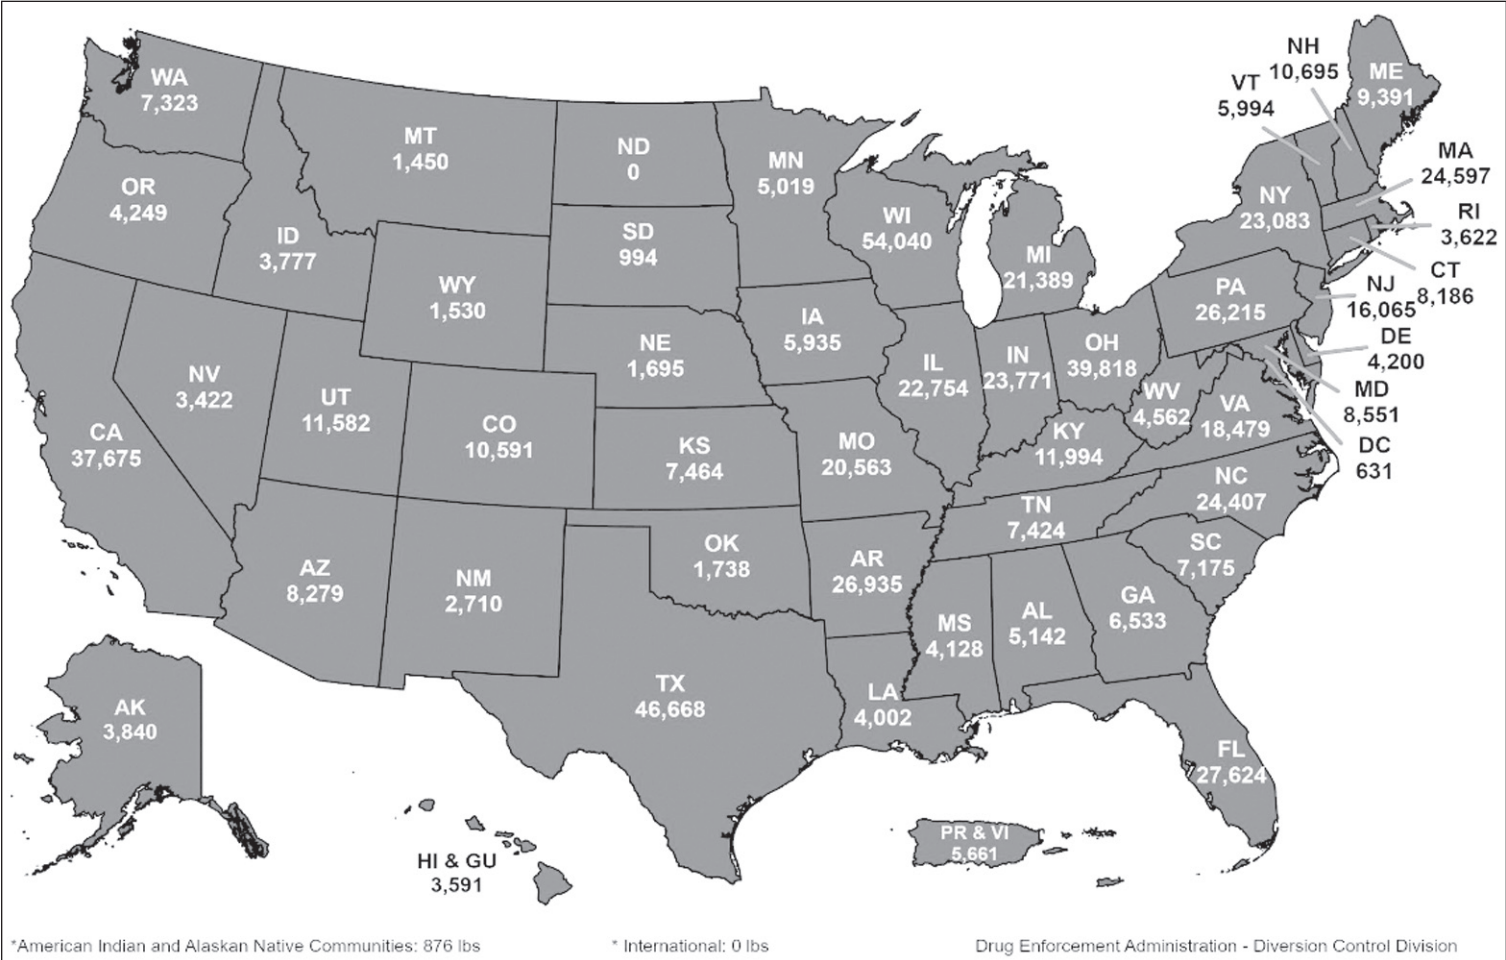 NH
10,695
VT
5,994
ME
9,391
WA
7,323
MT
1,450
ND
0
MN
5,019
MA
24,597
OR
4,249
NY
23,083
WI
54,040
RI
3,622
ID
3,777
SD
994
MI
21,389
CT
8,186
NJ
16,065
WY
1,530
PA
26,215
IA
5,935
DE
4,200
NE
1,695
OH
39,818
IN
23,771
IL
22,754
NV
3,422
UT
11,582
MD
8,551
WV
4,562
VA
18,479
CO
10,591
CA
37,675
KS
7,464
MO
20,563
KY
11,994
DC
631
NC
24,407
TN
7,424
OK
1,738
AR
26,935
SC
7,175
AZ
8,279
NM
2,710
GA
6,533
AL
5,142
MS
4,128
TX
46,668
LA
4,002
AK
3,840
FL
27,624
PR & VI
5,661
HI & GU
3,591
*American Indian and Alaskan Native Communities: 876 lbs
* International: 0 lbs
Drug Enforcement Administration - Diversion Control Division